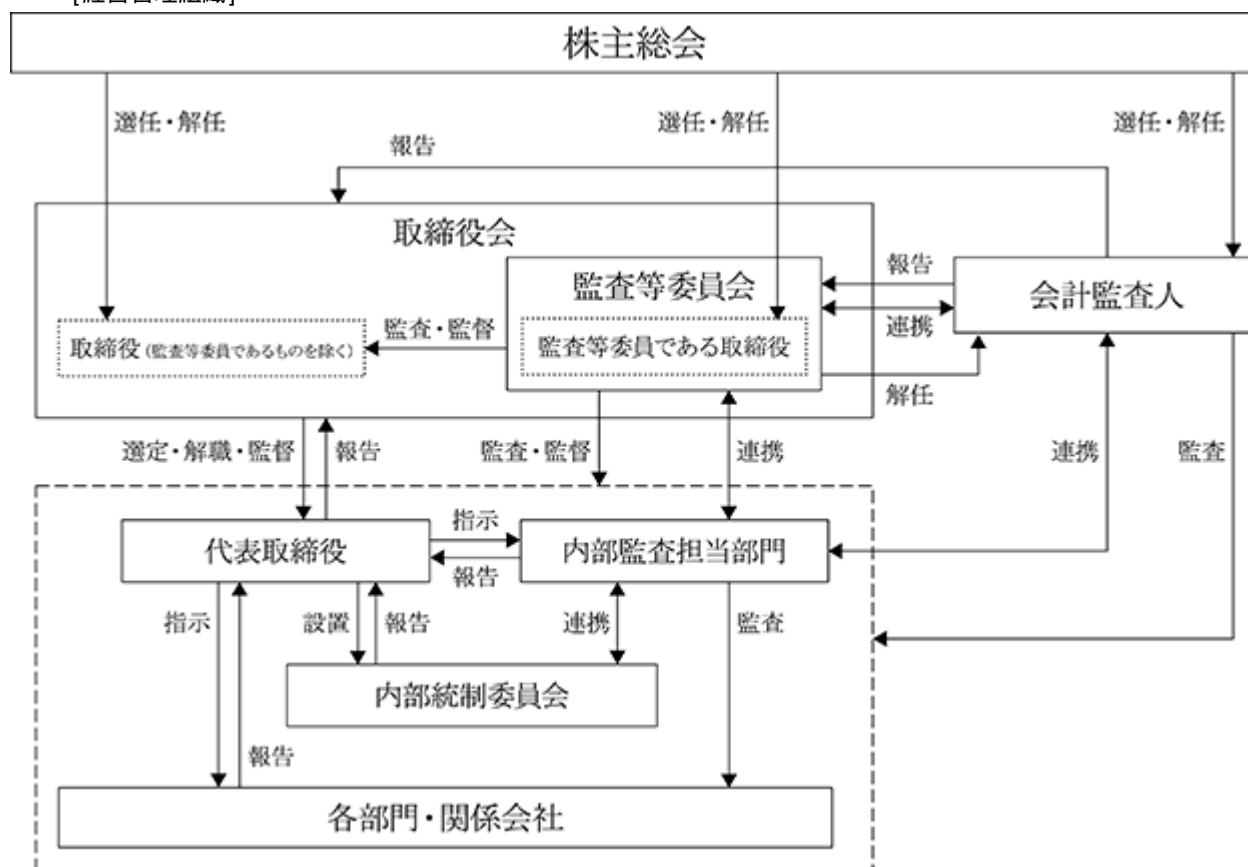 [経営管理組織]
株主総会
選任・解任
選任・解任
選任・解任
報告
取締役会
監査等委員会
報告
会計監査人
連携
取締役（監査等委員であるものを除く）
監査・監督
監査等委員である取締役
解任
選定・解職・監督
報告
監査・監督
連携
連携
監査
代表取締役
指示
報告
内部監査担当部門
指示
設置
報告
連携
監査
内部統制委員会
報告
各部門・関係会社